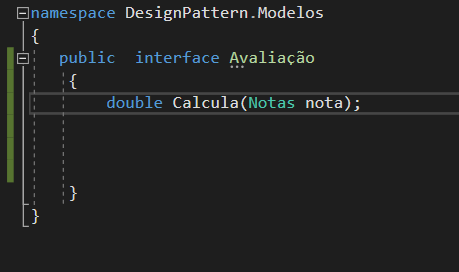 namespace DesignPattern.Modelos
{
public interface Avaliação
{
double Calcula(Notas nota);
}
}